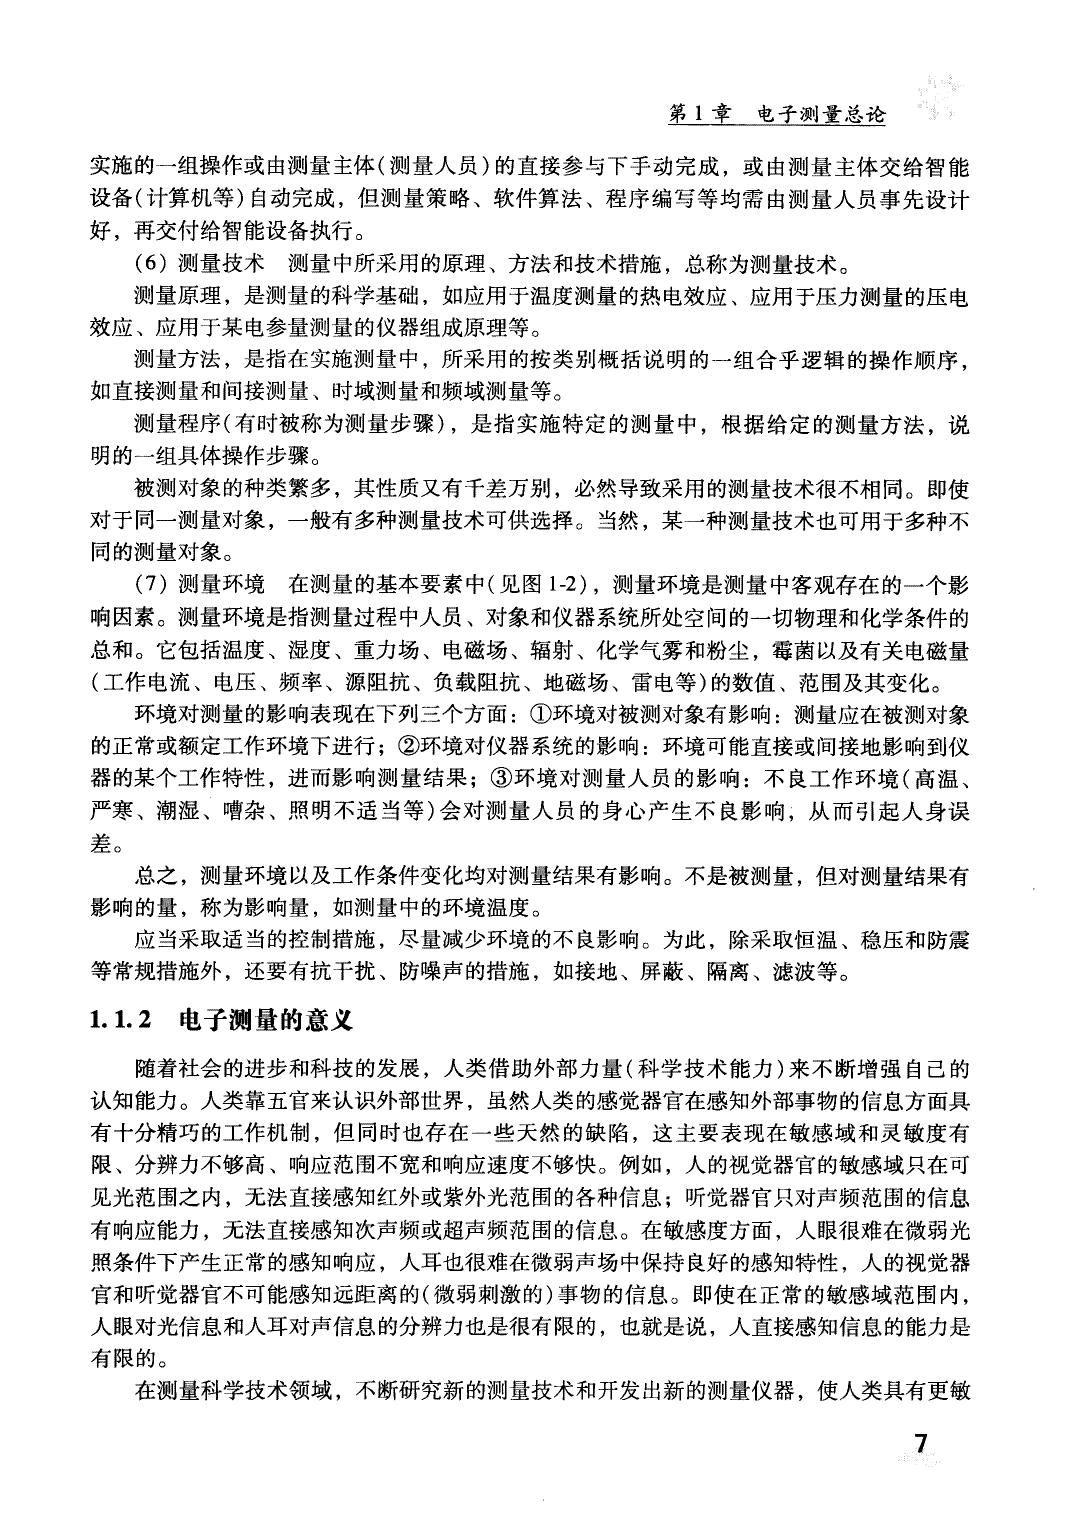 第1章 电子测量总论
实施的一组操作或由测量主体(测量人员)的直接参与下手动完成，或由测量主体交给智能
设备(计算机等)自动完成，但测量策略、软件算法、程序编写等均需由测量人员事先设计
好，再交付给智能设备执行。
(6) 测量技术 测量中所采用的原理、方法和技术措施，总称为测量技术。
测量原理，是测量的科学基础，如应用于温度测量的热电效应、应用于压力测量的压电
效应、应用于某电参量测量的仪器组成原理等。
测量方法，是指在实施测量中，所采用的按类别概括说明的一组合乎逻辑的操作顺序，
如直接测量和间接测量、时域测量和频域测量等。
测量程序(有时被称为测量步骤)，是指实施特定的测量中，根据给定的测量方法，说
明的一组具体操作步骤。
被测对象的种类繁多，其性质又有千差万别，必然导致采用的测量技术很不相同。即使
对于同一测量对象，一般有多种测量技术可供选择。当然，某一种测量技术也可用于多种不
同的测量对象。
(7) 测量环境 在测量的基本要素中(见图1-2)，测量环境是测量中客观存在的一个影
响因素。测量环境是指测量过程中人员、对象和仪器系统所处空间的一切物理和化学条件的
总和。它包括温度、湿度、重力场、电磁场、辐射、化学气雾和粉尘，霉菌以及有关电磁量
(工作电流、电压、频率、源阻抗、负载阻抗、地磁场、雷电等)的数值、范围及其变化。
环境对测量的影响表现在下列三个方面：①环境对被测对象有影响：测量应在被测对象
的正常或额定工作环境下进行；②环境对仪器系统的影响：环境可能直接或间接地影响到仪
器的某个工作特性，进而影响测量结果；③环境对测量人员的影响：不良工作环境(高温、
严寒、潮湿、嘈杂、照明不适当等)会对测量人员的身心产生不良影响，从而引起人身误
差。
总之，测量环境以及工作条件变化均对测量结果有影响。不是被测量，但对测量结果有
影响的量，称为影响量，如测量中的环境温度。
应当采取适当的控制措施，尽量减少环境的不良影响。为此，除采取恒温、稳压和防震
等常规措施外，还要有抗干扰、防噪声的措施，如接地、屏蔽、隔离、滤波等。
1.1.2 电子测量的意义
随着社会的进步和科技的发展，人类借助外部力量(科学技术能力)来不断增强自己的
认知能力。人类靠五官来认识外部世界，虽然人类的感觉器官在感知外部事物的信息方面具
有十分精巧的工作机制，但同时也存在一些天然的缺陷，这主要表现在敏感域和灵敏度有
限、分辨力不够高、响应范围不宽和响应速度不够快。例如，人的视觉器官的敏感域只在可
见光范围之内，无法直接感知红外或紫外光范围的各种信息；听觉器官只对声频范围的信息
有响应能力，无法直接感知次声频或超声频范围的信息。在敏感度方面，人眼很难在微弱光
照条件下产生正常的感知响应，人耳也很难在微弱声场中保持良好的感知特性，人的视觉器
官和听觉器官不可能感知远距离的(微弱刺激的)事物的信息。即使在正常的敏感域范围内，
人眼对光信息和人耳对声信息的分辨力也是很有限的，也就是说，人直接感知信息的能力是
有限的。
在测量科学技术领域，不断研究新的测量技术和开发出新的测量仪器，使人类具有更敏
7